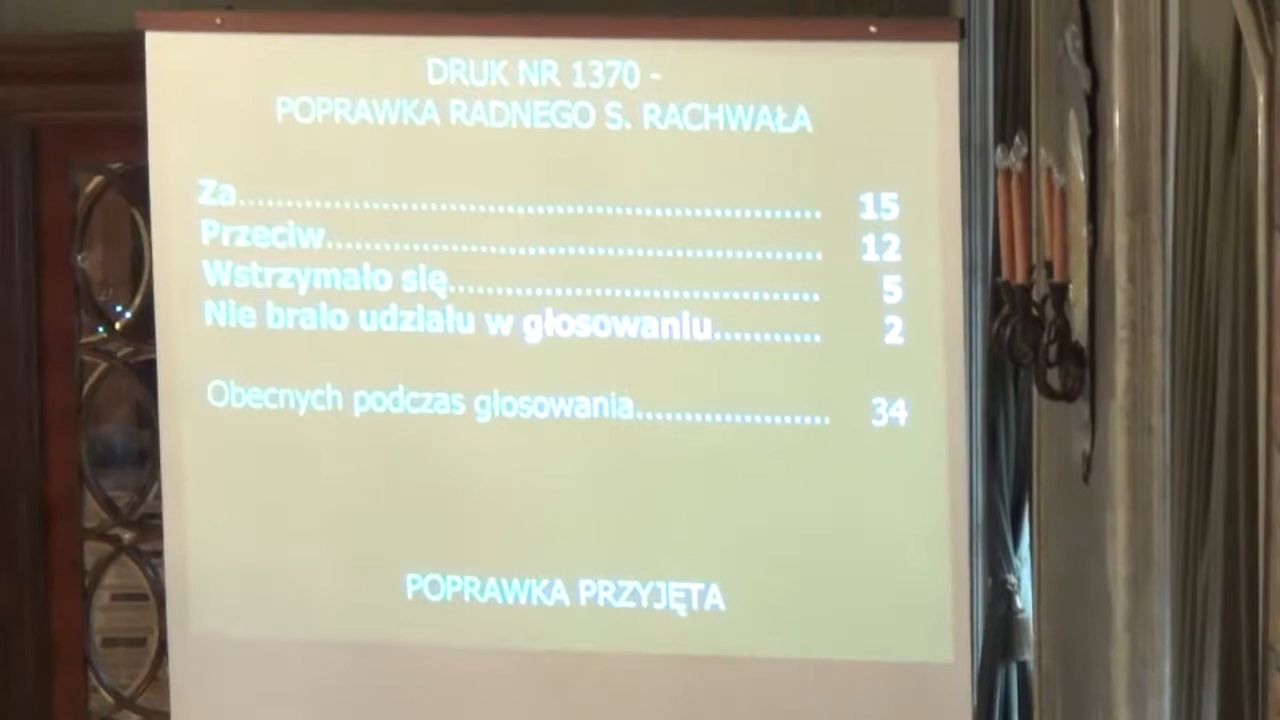 DRUK NR 1370 -
POPRAWKA RADNEGO S. RACHWAŁA
Za........................................................................ 15
Przeciw............................................................. 12
Wstrzymało się.............................................. 5
Nie brało udziału w głosowaniu............. 2
Obecnych podczas głosowania........................ 34
POPRAWKA PRZYJĘTA